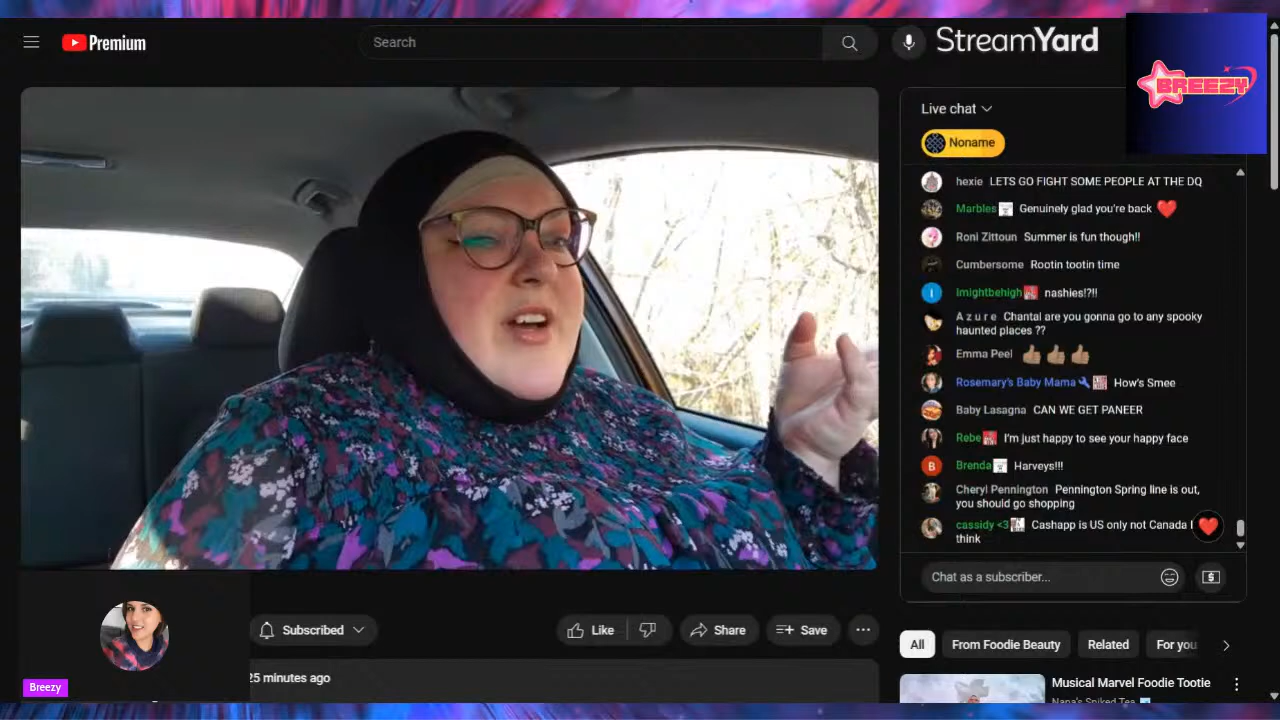 Premium
Search
StreamYard
BREEZY
Live chat
Noname
hexie LETS GO FIGHT SOME PEOPLE AT THE DQ
Marbles Genuinely glad you're back
Roni Zittoun Summer is fun though!!
Cumbersome Rootin tootin time
Imightbehigh nashies!?!!
A z u r e Chantal are you gonna go to any spooky
haunted places ??
Emma Peel
Rosemary's Baby Mama How's Smee
Baby Lasagna CAN WE GET PANEER
Rebe I'm just happy to see your happy face
Brenda Harveys!!!
Cheryl Pennington Pennington Spring line is out,
you should go shopping
cassidy <3 Cashapp is US only not Canada I
think
Chat as a subscriber...
Subscribed
Like
Share
Save
All
From Foodie Beauty
Related
For you
25 minutes ago
Breezy
Musical Marvel Foodie Tootie
Nana's Spiked Tea